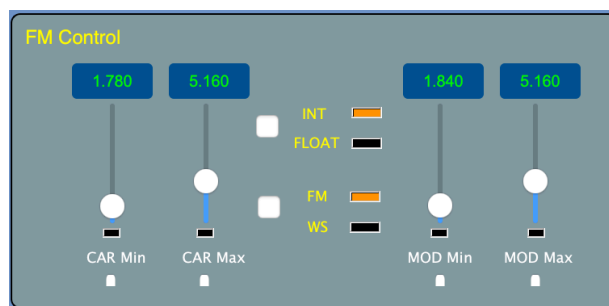 FM Control
1.780 5.160 1.840 5.160
INT
FLOAT
FM
WS
CAR Min CAR Max MOD Min MOD Max